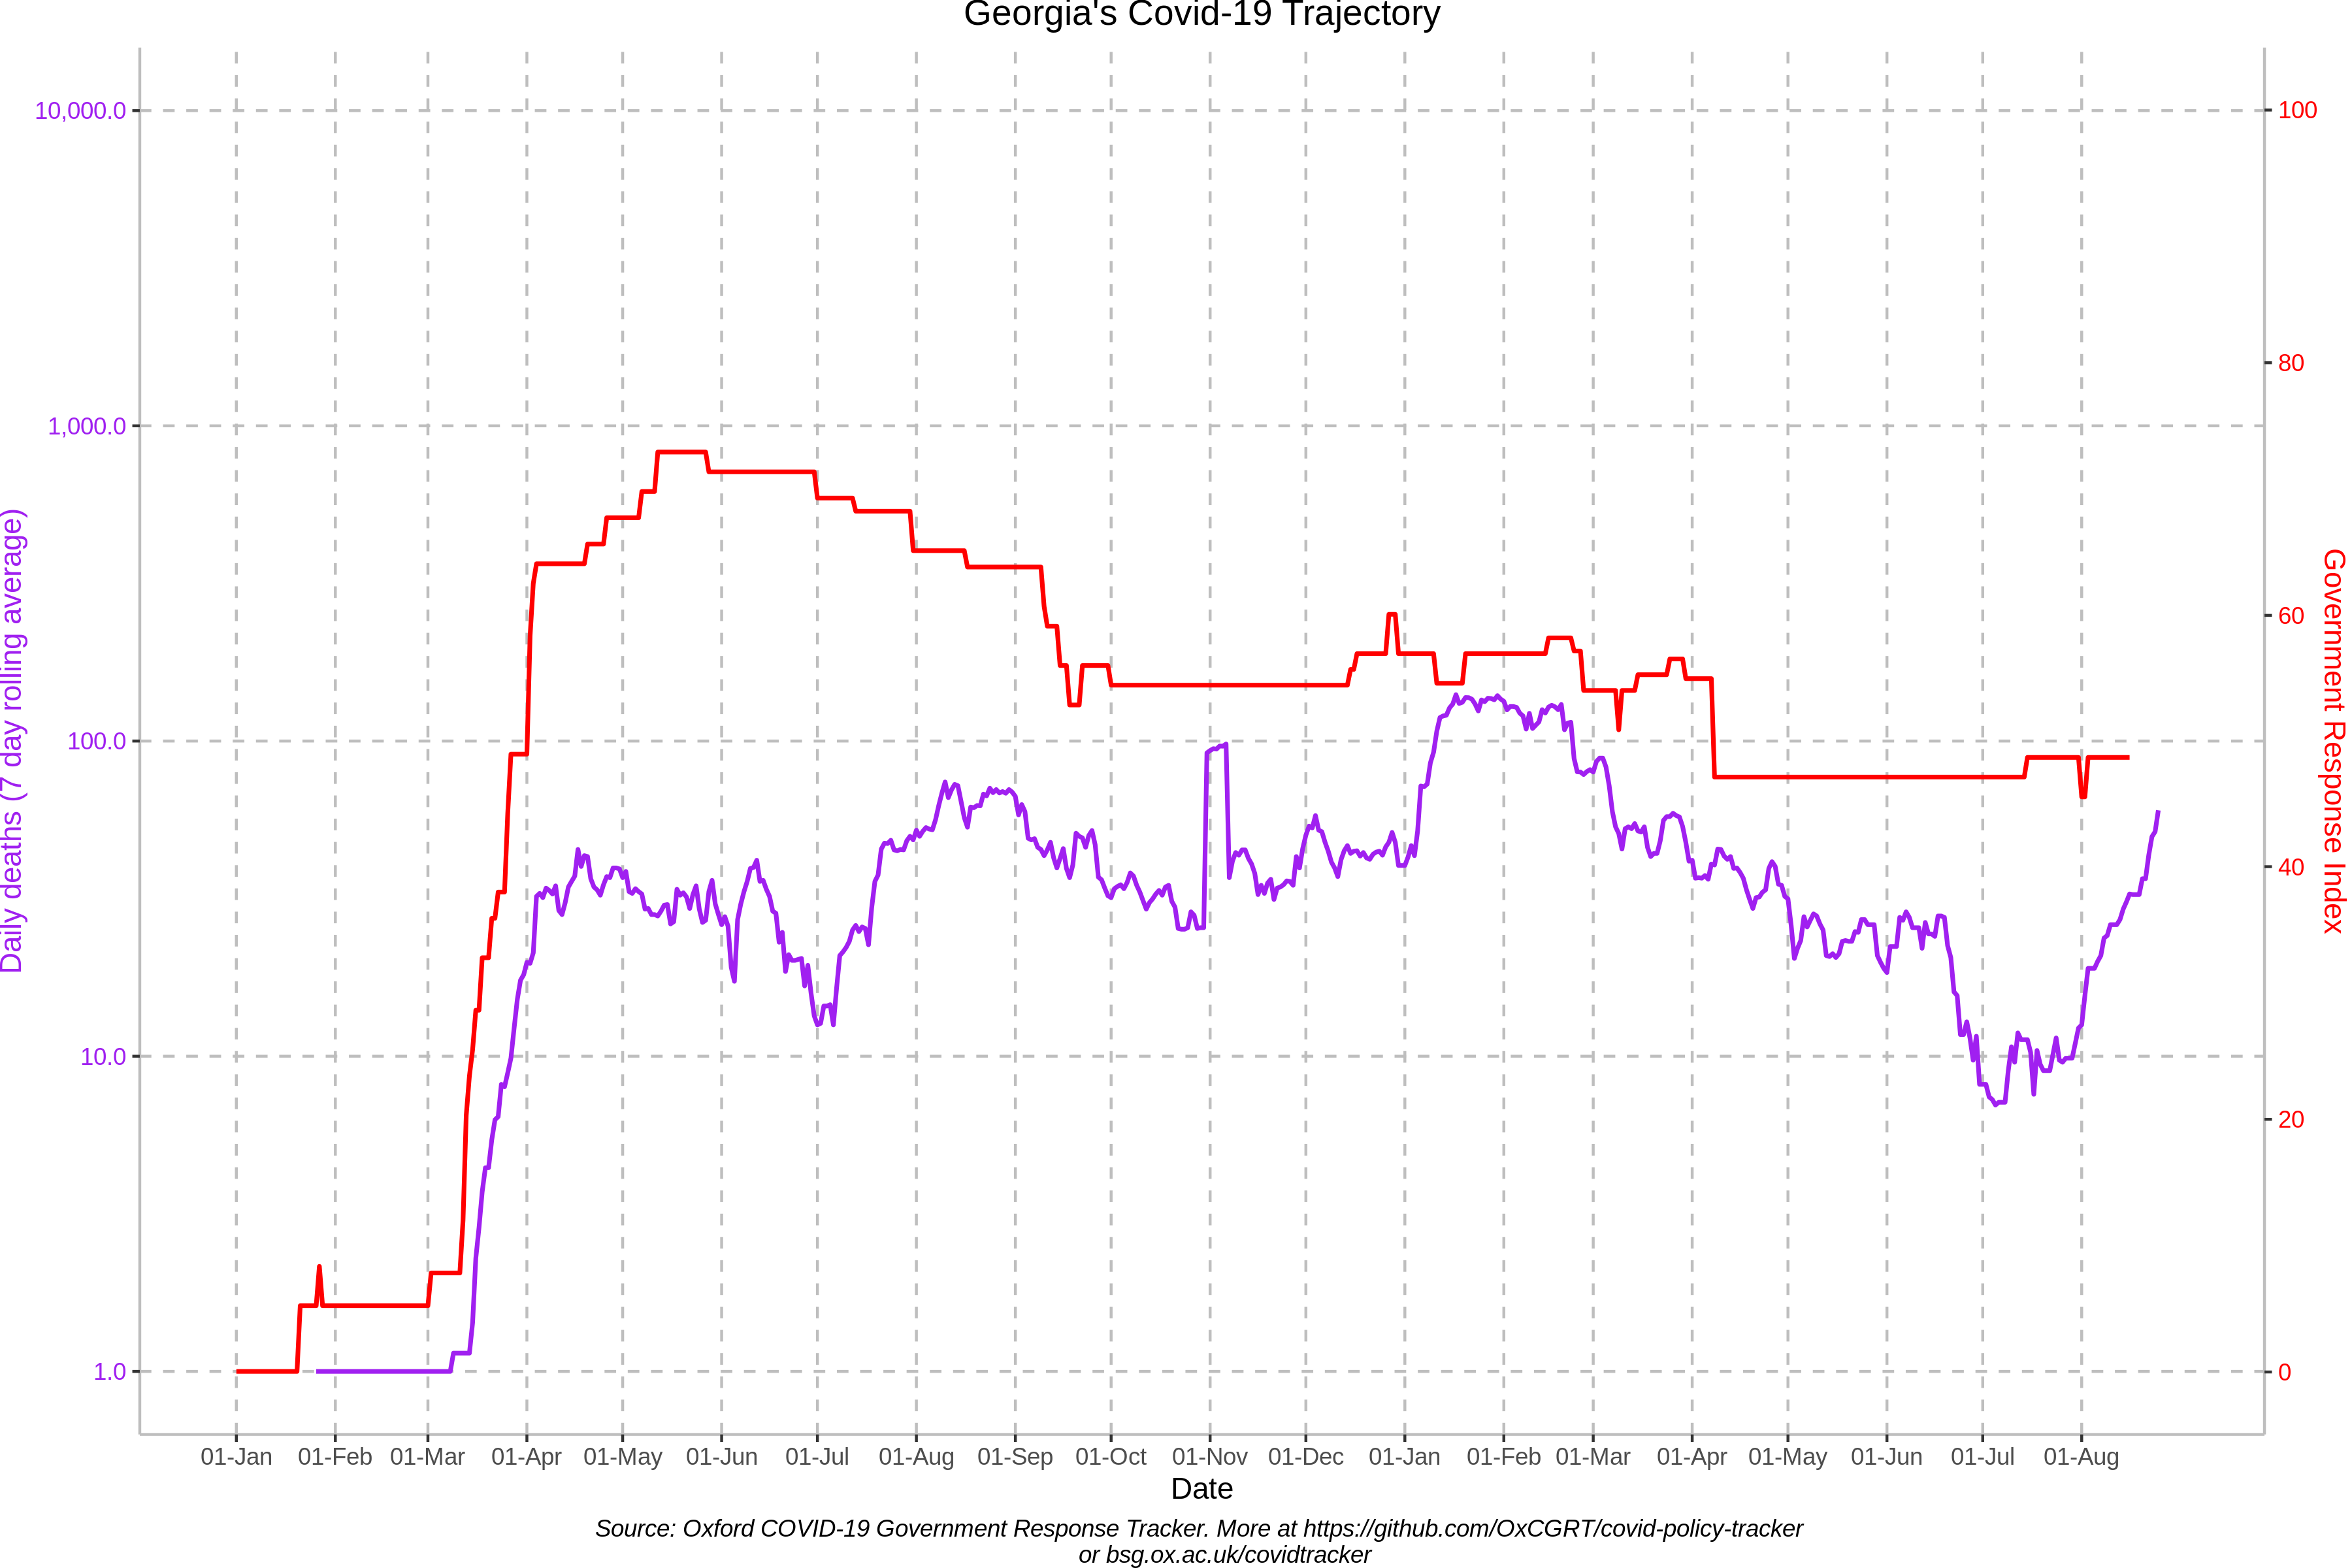 Georgia's Covid-19 Trajectory
10,000.0
1,000.0
100.0
10.0
1.0
Daily deaths (7 day rolling average)
100
80
60
40
20
0
Government Response Index
01-Jan 01-Feb 01-Mar 01-Apr 01-May 01-Jun 01-Jul 01-Aug 01-Sep 01-Oct 01-Nov 01-Dec 01-Jan 01-Feb 01-Mar 01-Apr 01-May 01-Jun 01-Jul 01-Aug
Date
Source: Oxford COVID-19 Government Response Tracker. More at https://github.com/OxCGRT/covid-policy-tracker
or bsg.ox.ac.uk/covidtracker